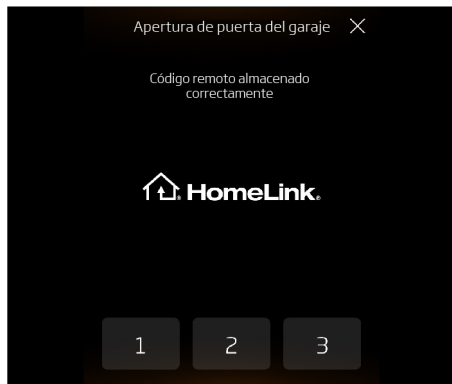 Apertura de puerta del garaje
Código remoto almacenado
correctamente
HomeLink®
1 2 3